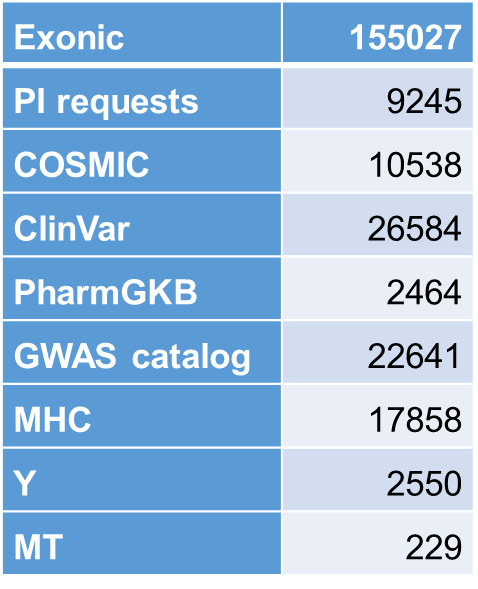 Exonic 155027
PI requests 9245
COSMIC 10538
ClinVar 26584
PharmGKB 2464
GWAS catalog 22641
MHC 17858
Y 2550
MT 229